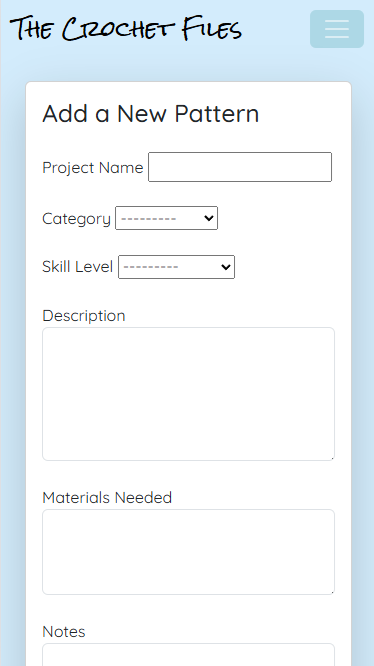 The Crochet Files
Add a New Pattern
Project Name
Category ---------
Skill Level ---------
Description
Materials Needed
Notes